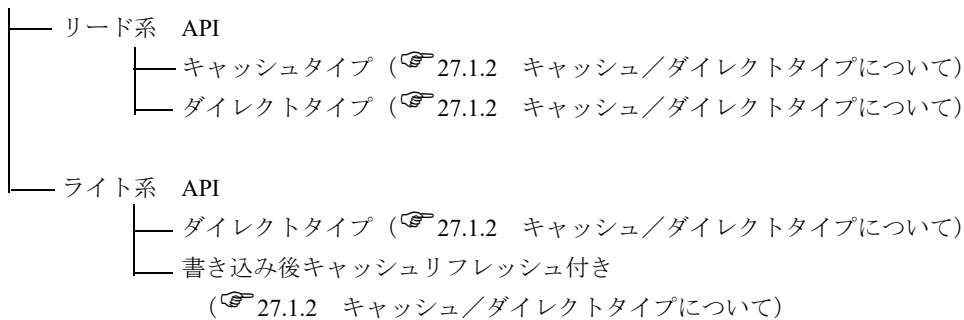 リード系　API
キャッシュタイプ（☞ 27.1.2　キャッシュ／ダイレクトタイプについて）
ダイレクトタイプ（☞ 27.1.2　キャッシュ／ダイレクトタイプについて）
ライト系　API
ダイレクトタイプ（☞ 27.1.2　キャッシュ／ダイレクトタイプについて）
書き込み後キャッシュリフレッシュ付き
（☞ 27.1.2　キャッシュ／ダイレクトタイプについて）